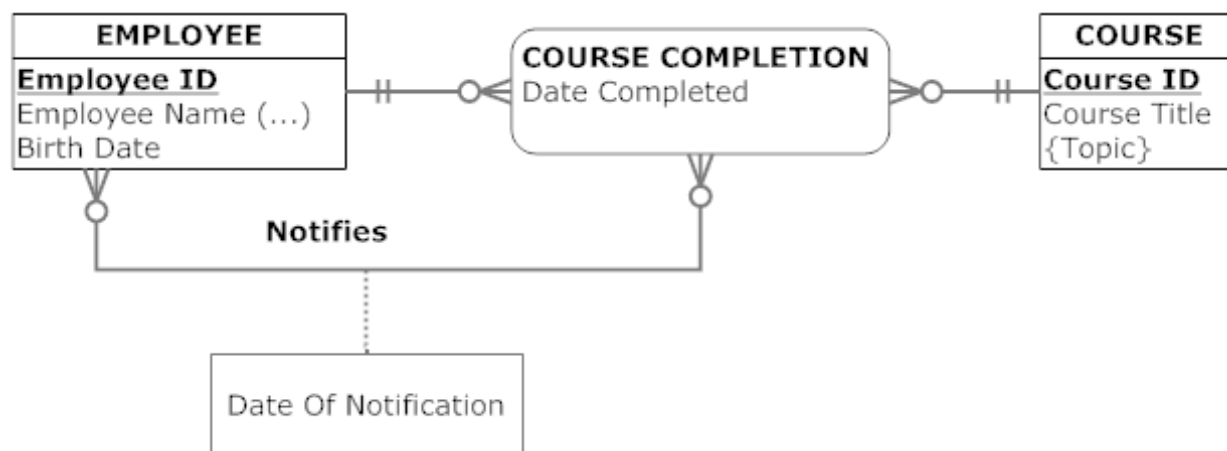 EMPLOYEE
Employee ID
Employee Name (...)
Birth Date
COURSE COMPLETION
Date Completed
COURSE
Course ID
Course Title
{Topic}
Notifies
Date Of Notification